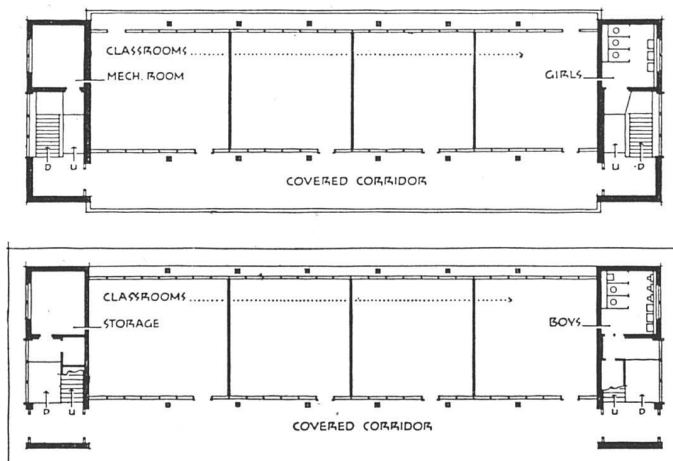 CLASSROOMS
MECH. ROOM
GIRLS
D U
U D
COVERED CORRIDOR
CLASSROOMS
STORAGE
BOYS
D U
U D
COVERED CORRIDOR